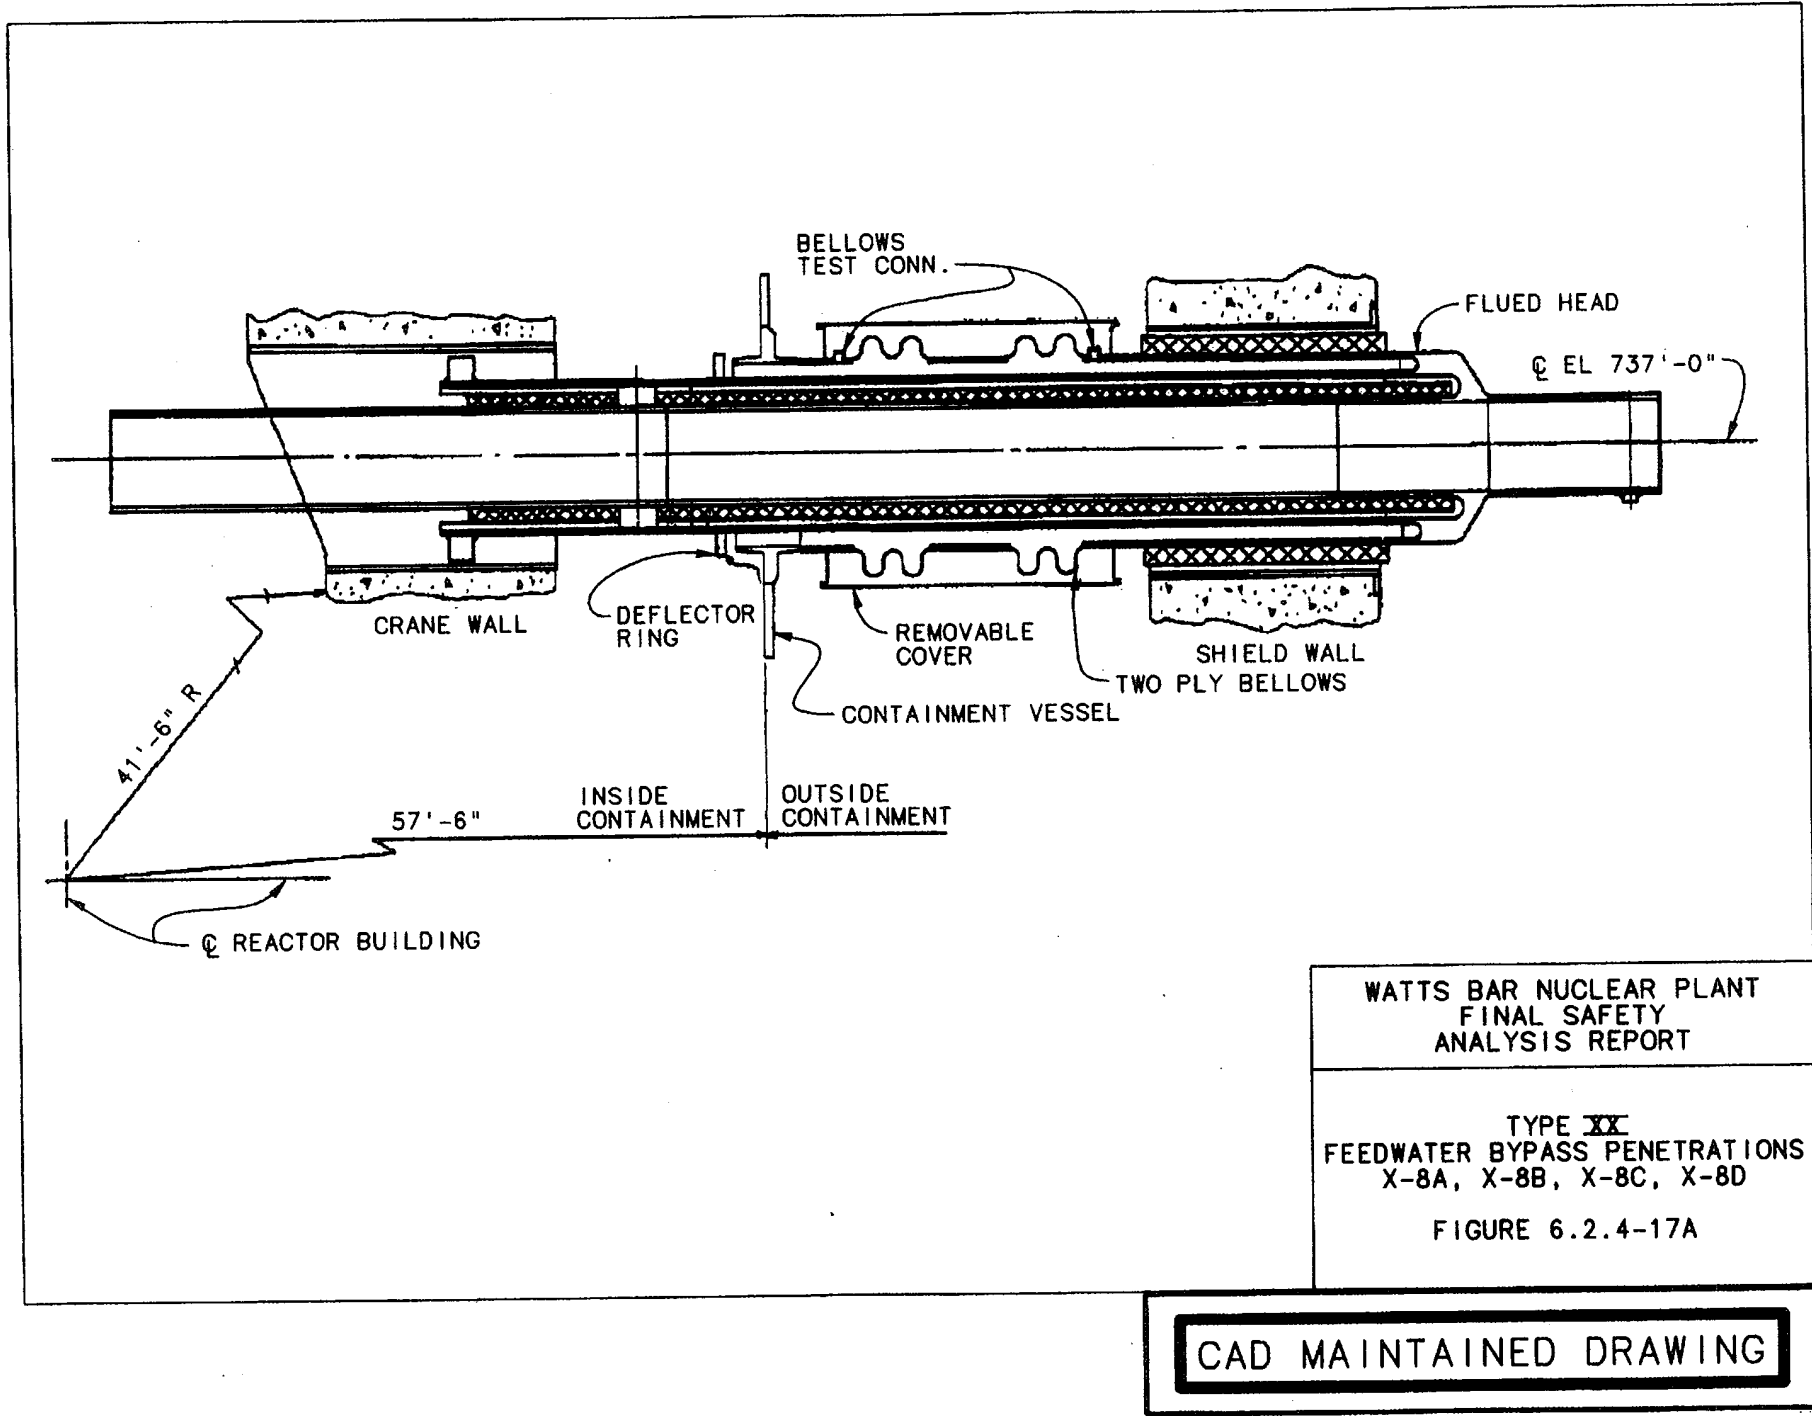 BELLOWS
TEST CONN.
FLUED HEAD
℄ EL 737'-0"
CRANE WALL
DEFLECTOR
RING
REMOVABLE
COVER
SHIELD WALL
TWO PLY BELLOWS
CONTAINMENT VESSEL
41'-6" R
INSIDE
CONTAINMENT
OUTSIDE
CONTAINMENT
57'-6"
℄ REACTOR BUILDING
WATTS BAR NUCLEAR PLANT
FINAL SAFETY
ANALYSIS REPORT
TYPE XX
FEEDWATER BYPASS PENETRATIONS
X-8A, X-8B, X-8C, X-8D
FIGURE 6.2.4-17A
CAD MAINTAINED DRAWING